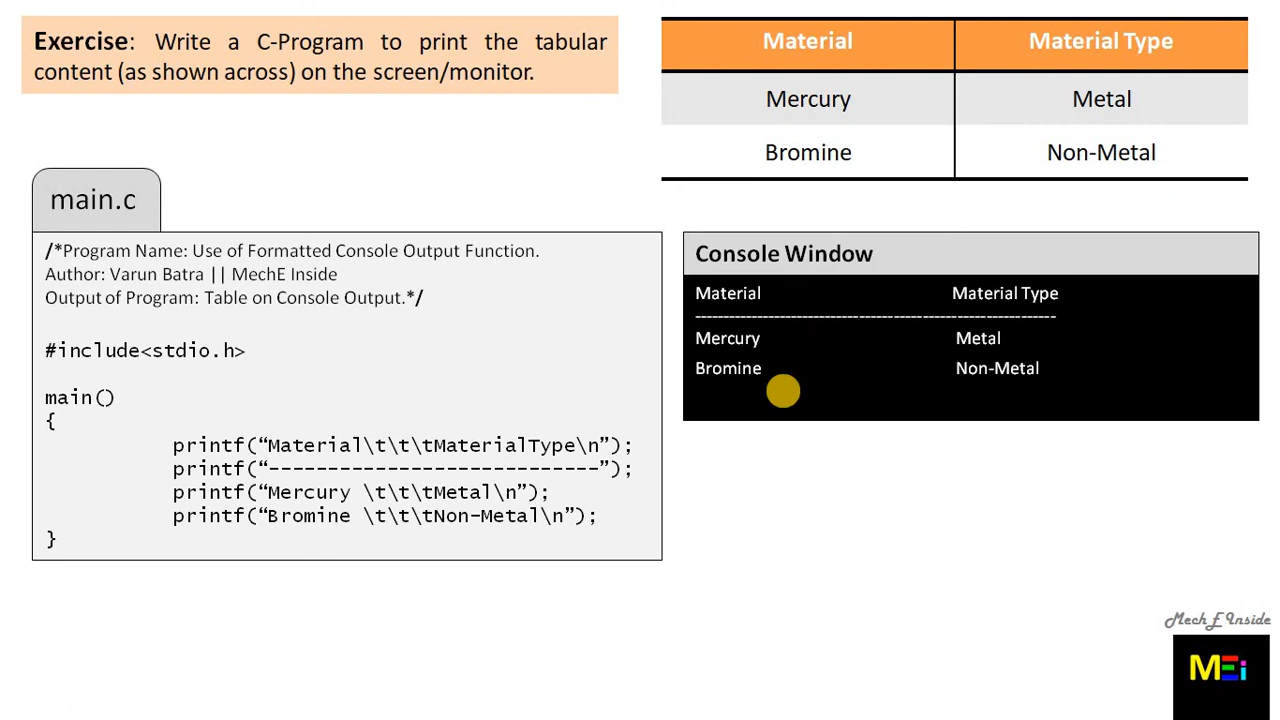 Exercise: Write a C-Program to print the tabular
content (as shown across) on the screen/monitor.
Material Material Type
Mercury Metal
Bromine Non-Metal
main.c
/*Program Name: Use of Formatted Console Output Function.
Author: Varun Batra || MechE Inside
Output of Program: Table on Console Output.*/
#include<stdio.h>
main()
{
printf(“Material\t\t\tMaterialType\n”);
printf(“----------------------------”);
printf(“Mercury \t\t\tMetal\n”);
printf(“Bromine \t\t\tNon-Metal\n”);
}
Console Window
Material Material Type
------------------------------------------------------------
Mercury Metal
Bromine Non-Metal
MechE Inside
MEi